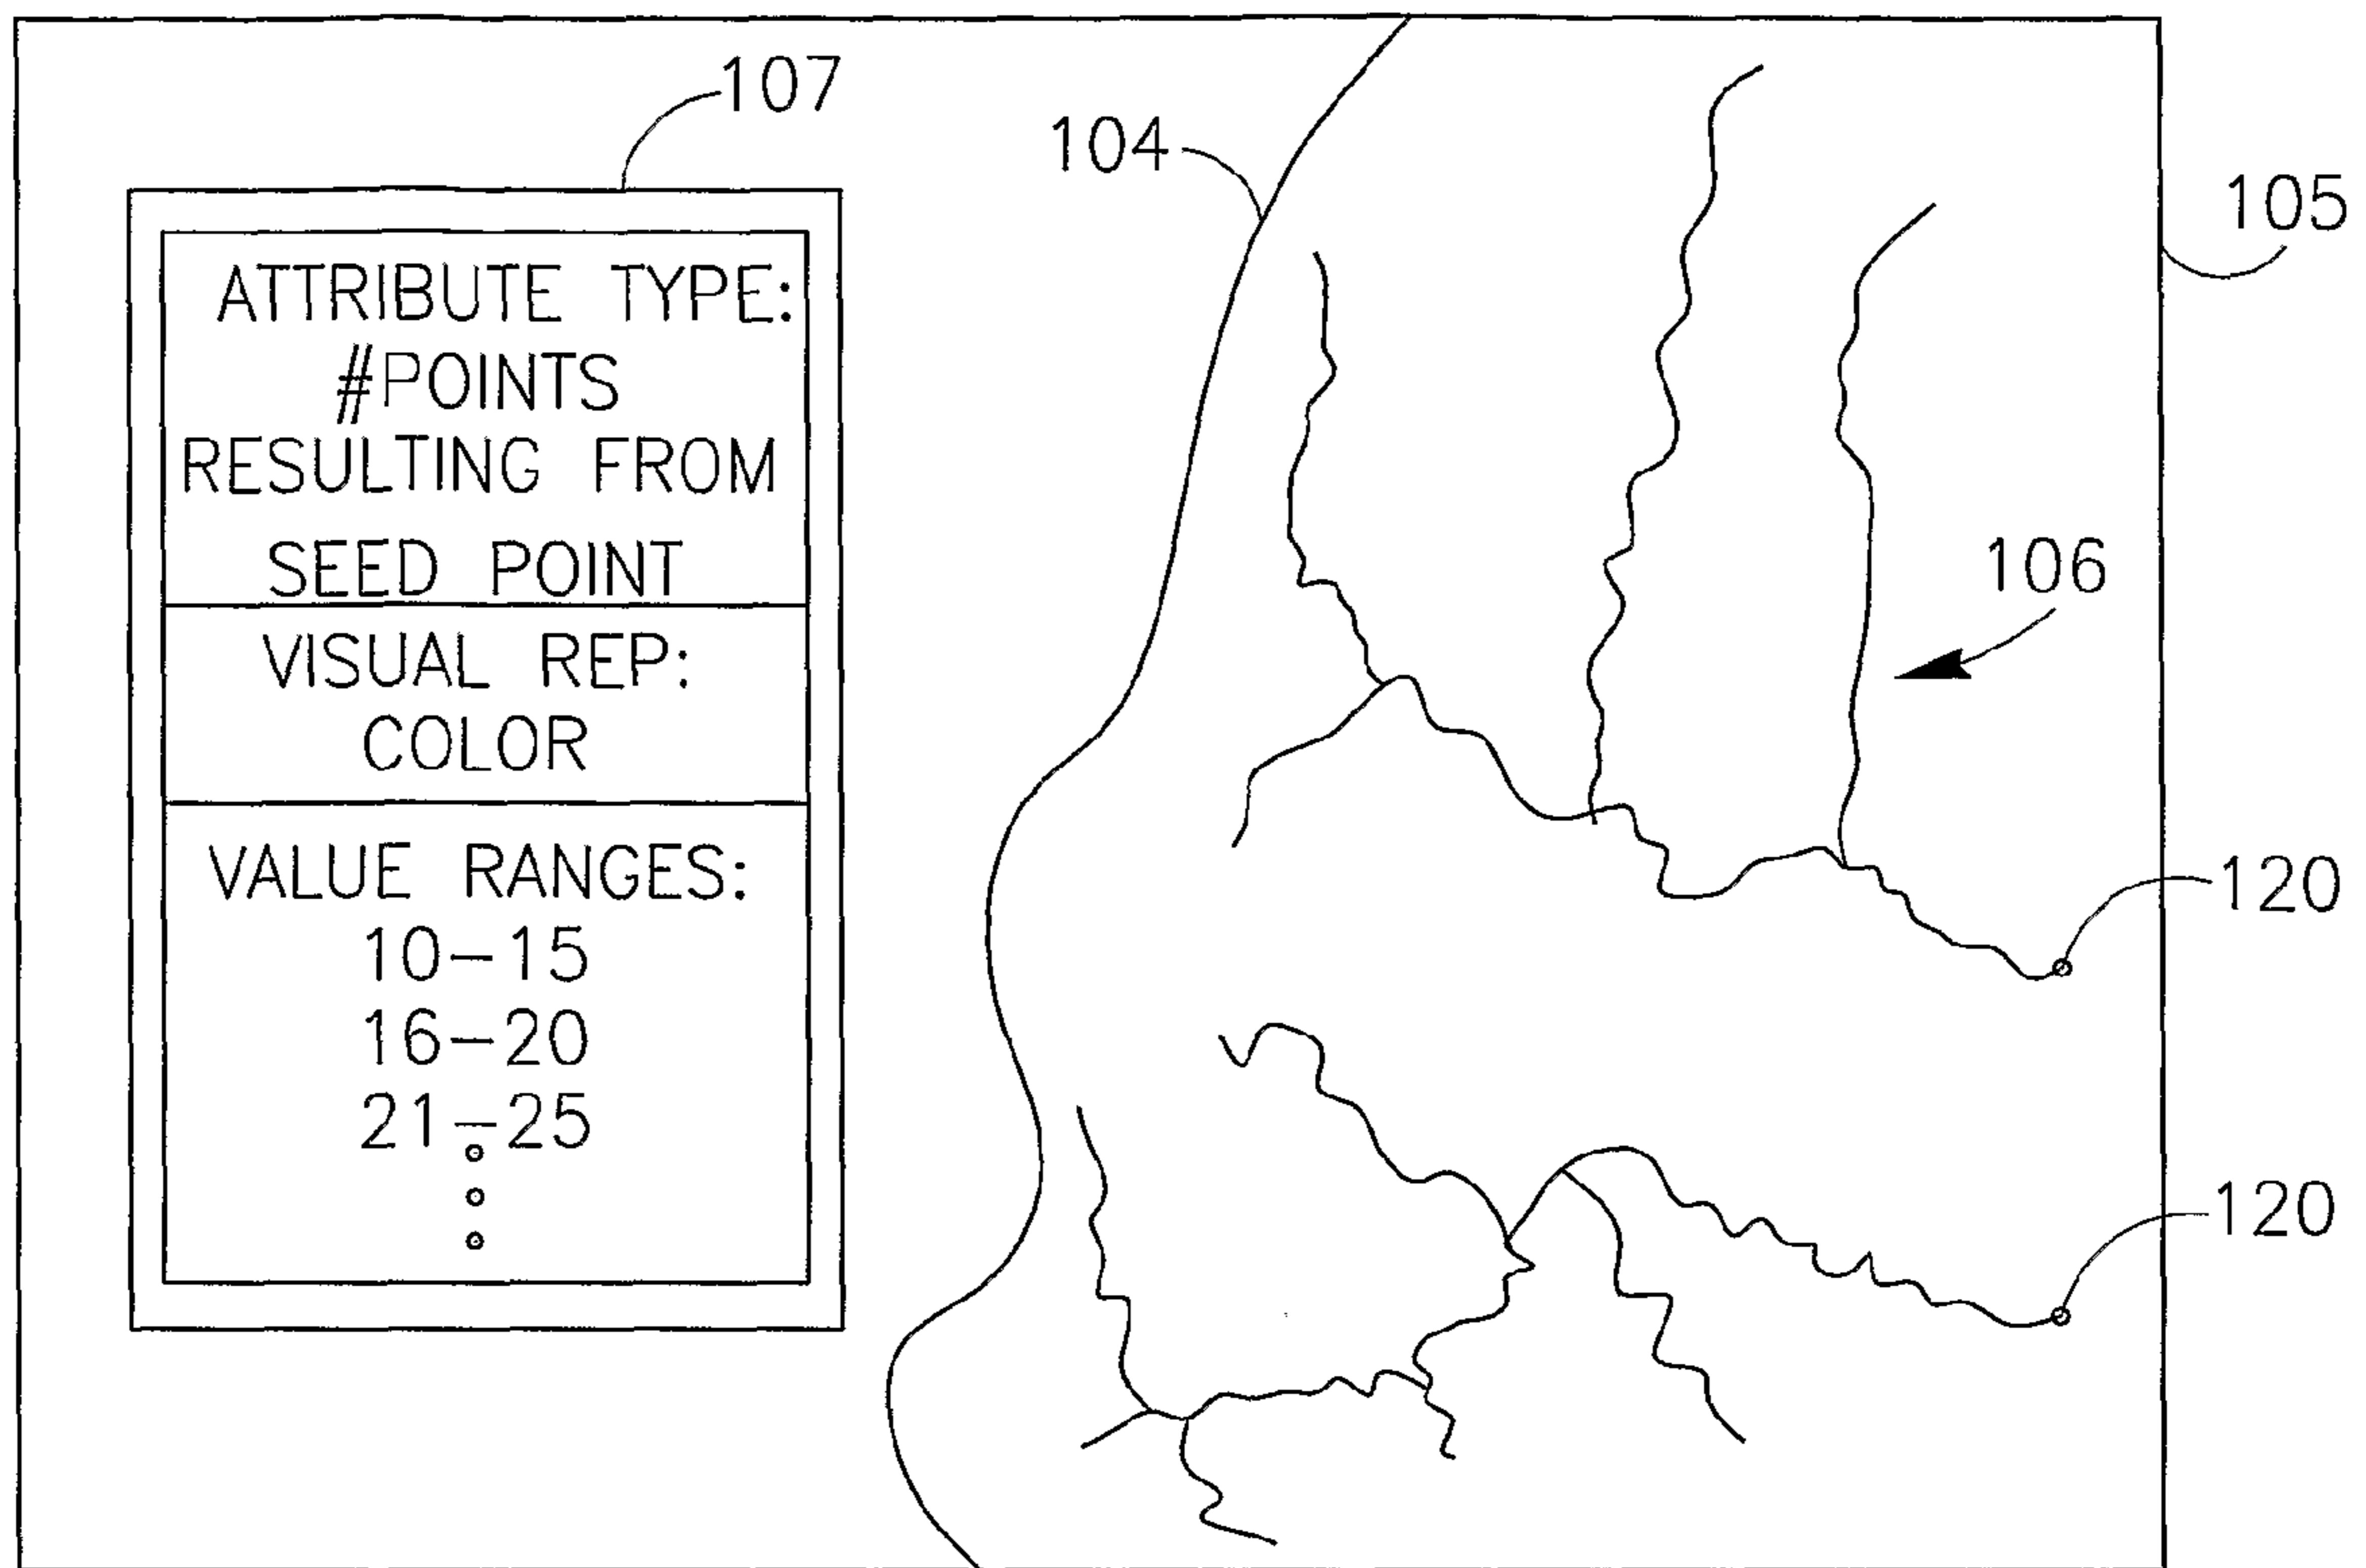 107
104
105
ATTRIBUTE TYPE:
#POINTS
RESULTING FROM
SEED POINT
106
VISUAL REP:
COLOR
VALUE RANGES:
120
10-15
16-20
21-25
120